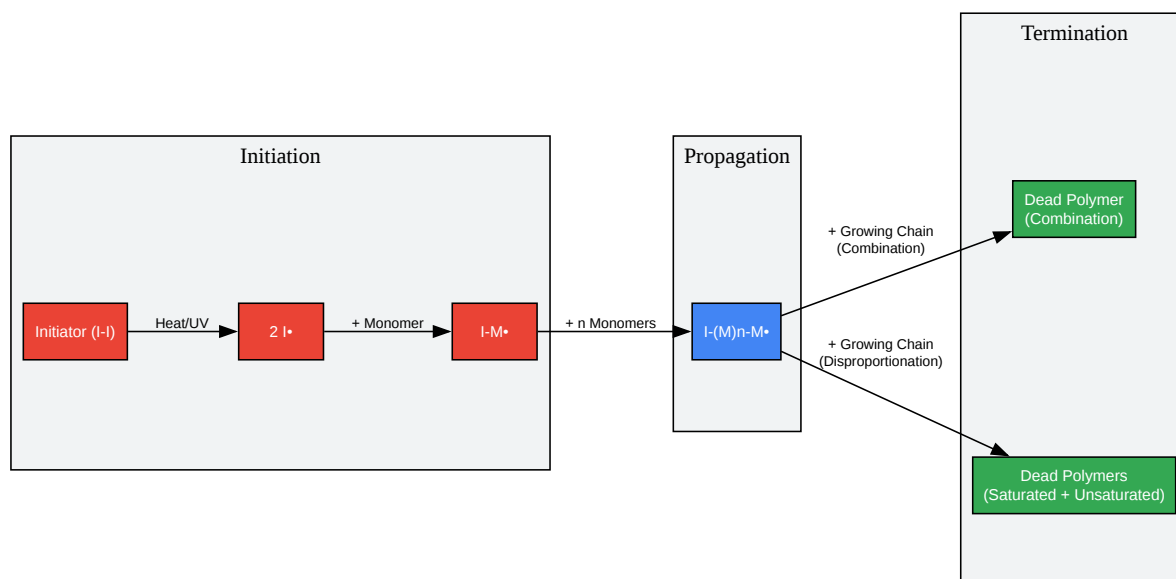 Initiation
Initiator (I-I)
Heat/UV
2 I•
+ Monomer
I-M•
+ n Monomers
Propagation
I-(M)n-M•
+ Growing Chain
(Combination)
+ Growing Chain
(Disproportionation)
Termination
Dead Polymer
(Combination)
Dead Polymers
(Saturated + Unsaturated)